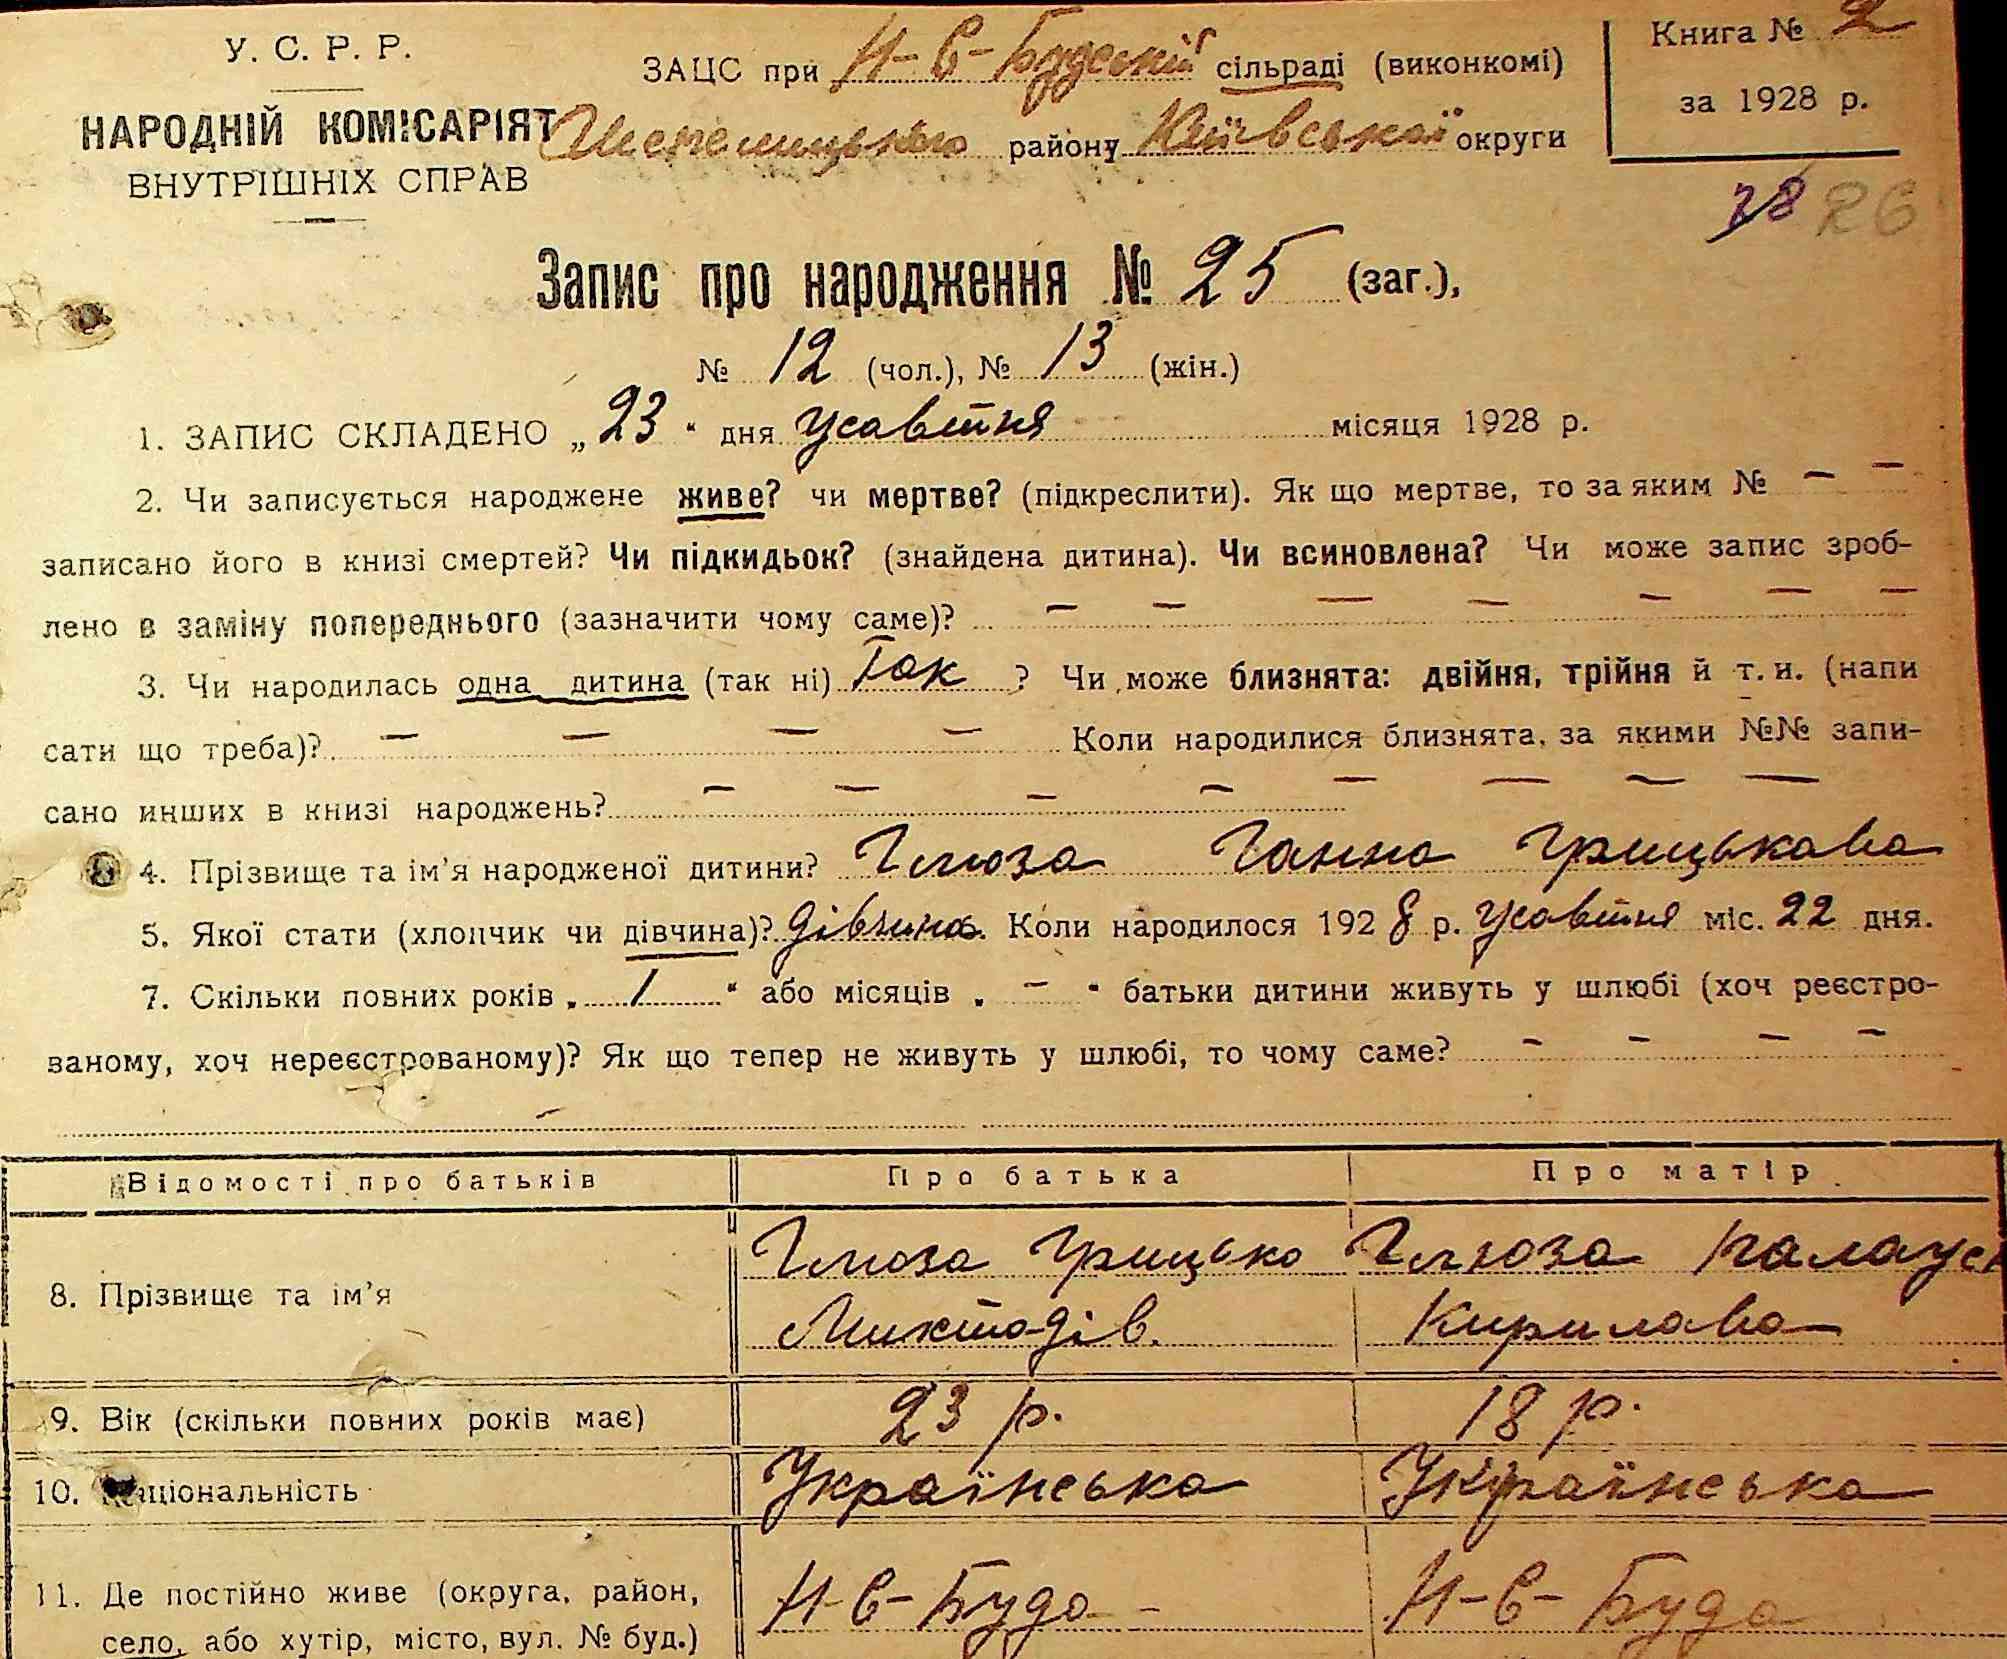 У. С. Р. Р.
НАРОДНІЙ КОМІСАРІЯТ
ВНУТРІШНІХ СПРАВ
ЗАЦС при Н-С-Будській сільраді (виконкомі)
Шепелицького району Київської округи
Книга № 2
за 1928 р.
78 26
Запис про народження № 25 (заг.),
№ 12 (чол.), № 13 (жін.)
1. ЗАПИС СКЛАДЕНО „23“ дня Жовтня місяця 1928 р.
2. Чи записується народжене живе? чи мертве? (підкреслити). Як що мертве, то за яким № — —
записано його в книзі смертей? Чи підкидьок? (знайдена дитина). Чи всиновлена? Чи може запис зроб-
лено в заміну попереднього (зазначити чому саме)? — — — — — — —
3. Чи народилась одна дитина (так ні) Так ? Чи може близнята: двійня, трійня й т. и. (напи
сати що треба)? — — — — Коли народилися близнята, за якими №№ запи-
сано инших в книзі народжень? — — — — — — — —
4. Прізвище та ім'я народженої дитини? Ганна Грицькова
5. Якої стати (хлопчик чи дівчина)? дівчина. Коли народилося 1928 р. Жовтня міс. 22 дня.
7. Скільки повних років „ 1 “ або місяців „ — “ батьки дитини живуть у шлюбі (хоч реєстро-
ваному, хоч нереєстрованому)? Як що тепер не живуть у шлюбі, то чому саме? — — — —
—
Відомості про батьків Про батька Про матір
8. Прізвище та ім'я Грицько
Кирилова
9. Вік (скільки повних років має) 23 р. 18 р.
10. Національність Українська Українська
11. Де постійно живе (округа, район,
село, або хутір, місто, вул. № буд.) Н-С-Буда Н-С-Буда